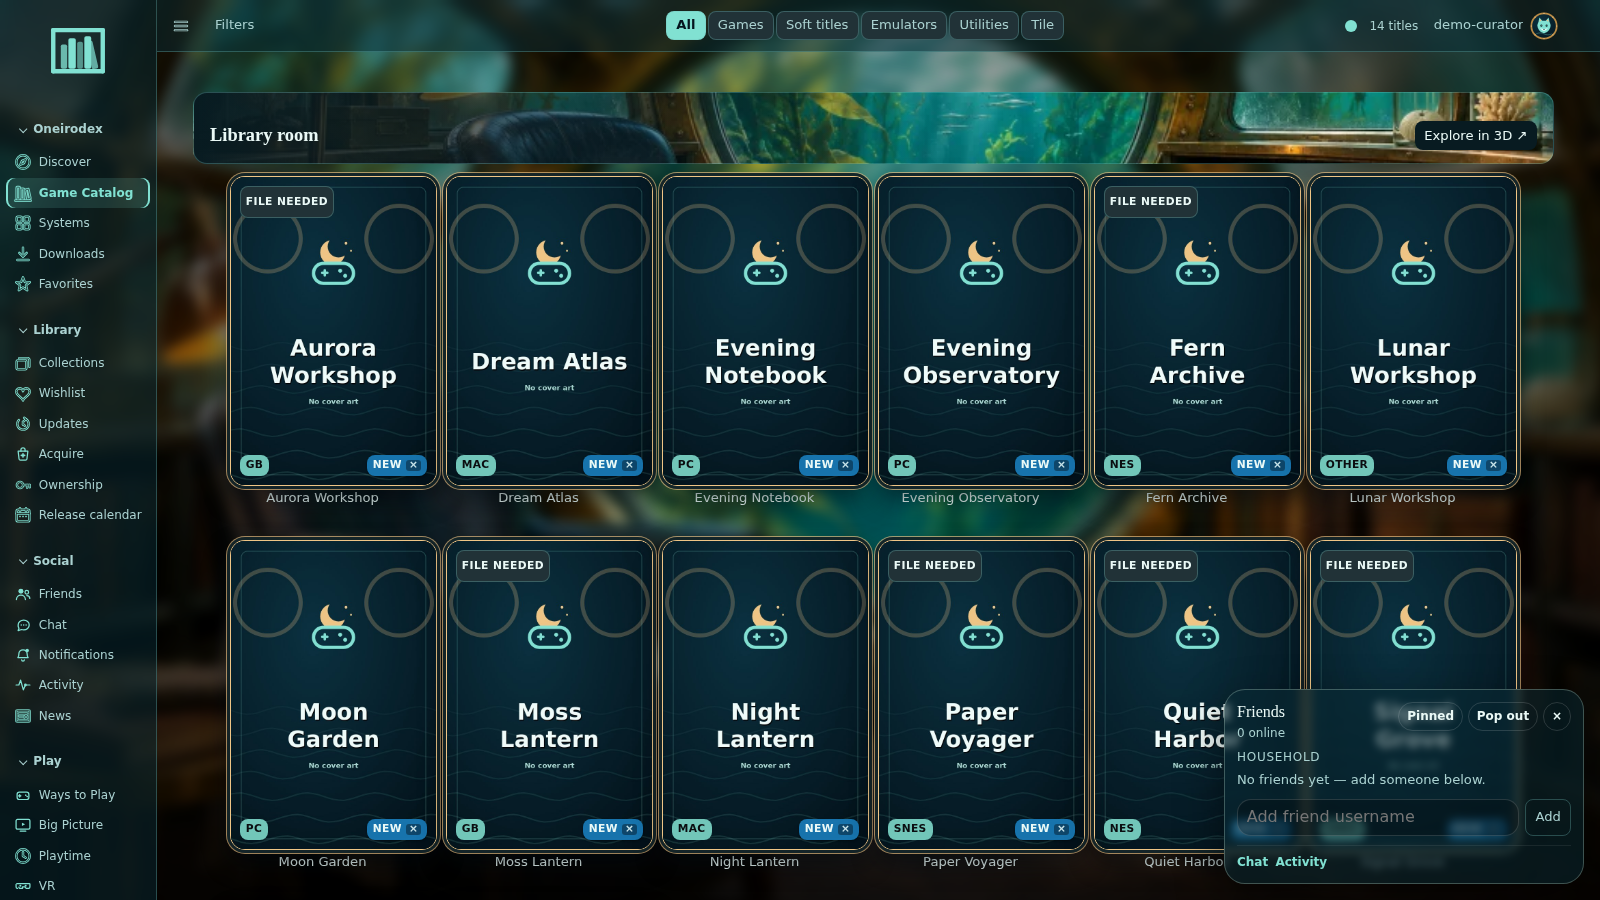 Filters
All
Games
Soft titles
Emulators
Utilities
Tile
14 titles
demo-curator
Oneirodex
Discover
Game Catalog
Systems
Downloads
Favorites
Library
Collections
Wishlist
Updates
Acquire
Ownership
Release calendar
Social
Friends
Chat
Notifications
Activity
News
Play
Ways to Play
Big Picture
Playtime
VR
Library room
Explore in 3D ↗
FILE NEEDED
Aurora
Workshop
No cover art
GB
NEW ×
Aurora Workshop
Dream Atlas
No cover art
MAC
NEW ×
Dream Atlas
Evening
Notebook
No cover art
PC
NEW ×
Evening Notebook
Evening
Observatory
No cover art
PC
NEW ×
Evening Observatory
FILE NEEDED
Fern
Archive
No cover art
NES
NEW ×
Fern Archive
Lunar
Workshop
No cover art
OTHER
NEW ×
Lunar Workshop
Moon
Garden
No cover art
PC
NEW ×
Moon Garden
FILE NEEDED
Moss
Lantern
No cover art
GB
NEW ×
Moss Lantern
Night
Lantern
No cover art
MAC
NEW ×
Night Lantern
FILE NEEDED
Paper
Voyager
No cover art
SNES
NEW ×
Paper Voyager
FILE NEEDED
Quiet
Harbo
No cover art
NES
Quiet Harbo
FILE NEEDED
Friends
0 online
Pinned
Pop out
×
HOUSEHOLD
No friends yet — add someone below.
Add friend username
Add
Chat Activity